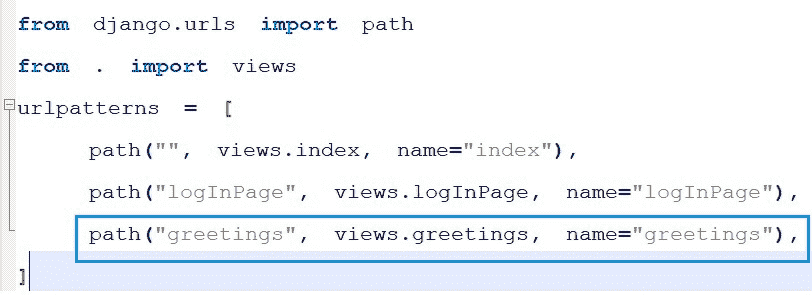 from django.urls import path
from . import views
urlpatterns = [
path("", views.index, name="index"),
path("logInPage", views.logInPage, name="logInPage"),
path("greetings", views.greetings, name="greetings"),
]